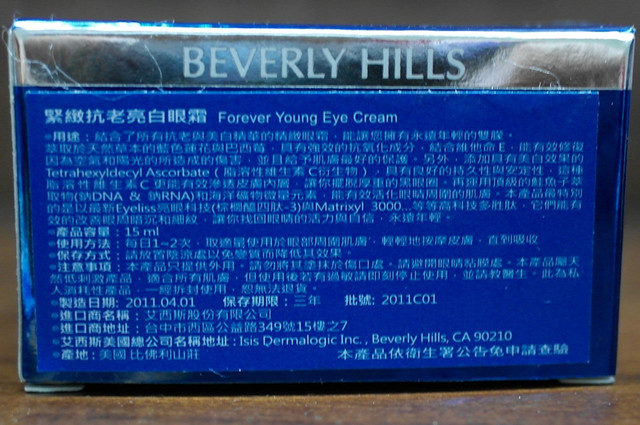 BEVERLY HILLS
緊緻抗老亮白眼霜 Forever Young Eye Cream
•用途：結合了所有抗老與美白精華的精緻眼霜，能讓您擁有永遠年輕的雙眼。
萃取於天然草本的藍色蓮花與巴西莓，具有強效的抗氧化成分，結合維他命E，能有效修復
因為空氣和陽光的所造成的傷害，並且給予肌膚最好的保護。另外，添加具有美白效果的
Tetrahexyldecyl Ascorbate（脂溶性維生素C衍生物），具有良好的持久性與安定性，這種
脂溶性維生素C更能有效滲透皮膚內層，讓你擺脫厚重的黑眼圈，再運用頂級的鮭魚子萃
取物(鈉DNA & 鈉RNA)和海洋礦物微量元素，能有效活化眼睛周圍的肌膚。本產品最特別
的是以最新Eyeliss亮眼科技(棕櫚醯四胜-3)與Matrixyl 3000...等等高科技多胜肽，它們能有
效的改善眼部問題和細紋，讓你找回眼睛的活力與自信，永遠年輕。
•產品容量：15 ml
•使用方法：每日1~2次，取適量使用於眼部周圍肌膚，輕輕地按摩皮膚，直到吸收
•保存方式：請放置陰涼處以免變質而降低其效果。
•注意事項：本產品只提供外用。請勿將其塗抹於傷口處。請避開眼睛黏膜處。本產品屬天
然低刺激產品，適合所有肌膚，但使用後若有過敏請即刻停止使用，並請教醫生。此為私
人消耗性產品，一經拆封使用，恕無法退貨。
•製造日期: 2011.04.01 保存期限：三年 批號: 2011C01
•進口商名稱：艾西斯股份有限公司
•進口商地址：台中市西區公益路349號15樓之7
•艾西斯美國總公司名稱地址：Isis Dermalogic Inc., Beverly Hills, CA 90210
•產地：美國 比佛利山莊 本產品依衛生署公告免申請查驗